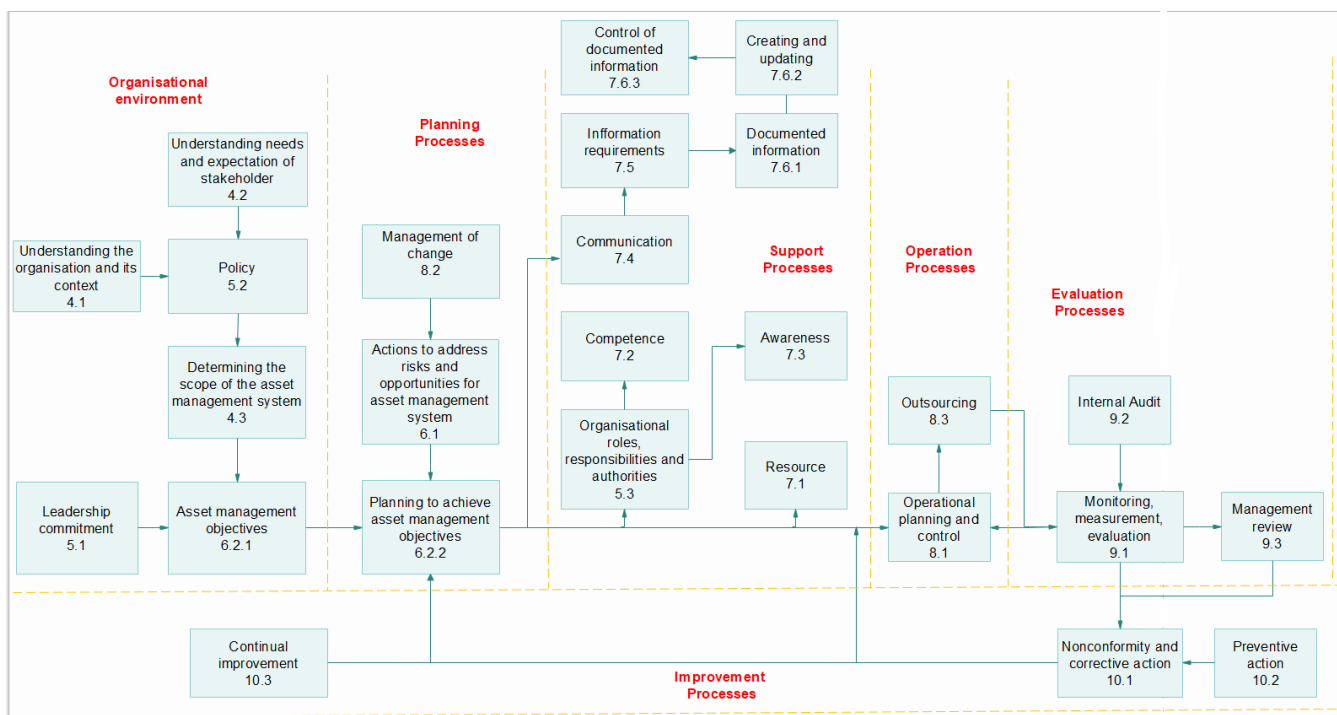 Organisational
environment
Understanding needs
and expectation of
stakeholder
4.2
Understanding the
organisation and its
context
4.1
Policy
5.2
Determining the
scope of the asset
management system
4.3
Leadership
commitment
5.1
Asset management
objectives
6.2.1
Planning
Processes
Management of
change
8.2
Actions to address
risks and
opportunities for
asset management
system
6.1
Planning to achieve
asset management
objectives
6.2.2
Control of
documented
information
7.6.3
Creating and
updating
7.6.2
Infformation
requirements
7.5
Documented
information
7.6.1
Communication
7.4
Support
Processes
Competence
7.2
Awareness
7.3
Organisational
roles,
responsibilities and
authorities
5.3
Resource
7.1
Operation
Processes
Outsourcing
8.3
Operational
planning and
control
8.1
Evaluation
Processes
Internal Audit
9.2
Monitoring,
measurement,
evaluation
9.1
Management
review
9.3
Continual
improvement
10.3
Improvement
Processes
Nonconformity and
corrective action
10.1
Preventive
action
10.2